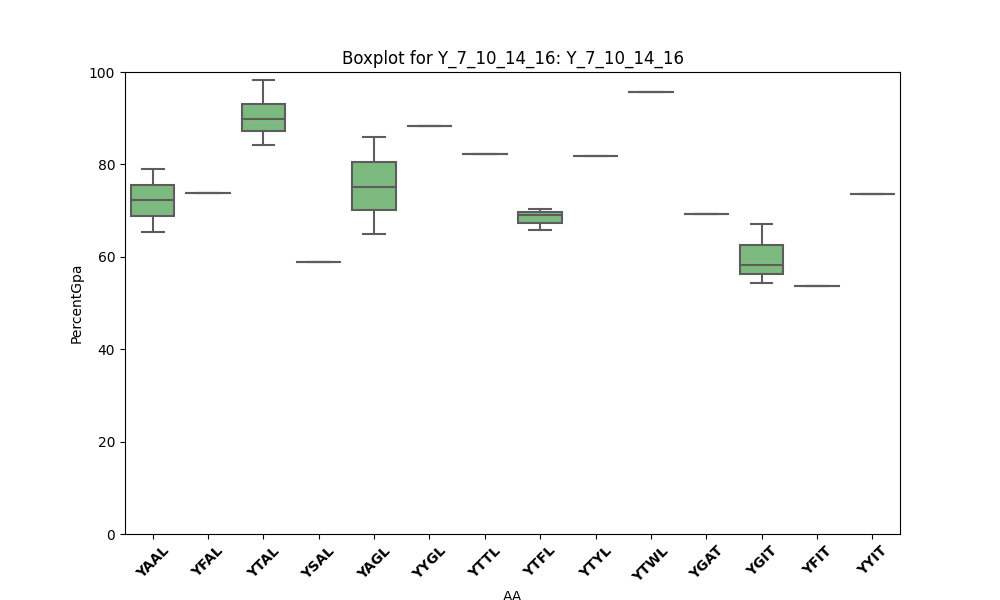 Boxplot for Y_7_10_14_16: Y_7_10_14_16
100
80
60
40
20
0
PercentGpa
YAAL
YFAL
YTAL
YSAL
YAGL
YYGL
YTTL
YTFL
YTYL
YTWL
YGAT
YGIT
YFIT
YYIT
AA